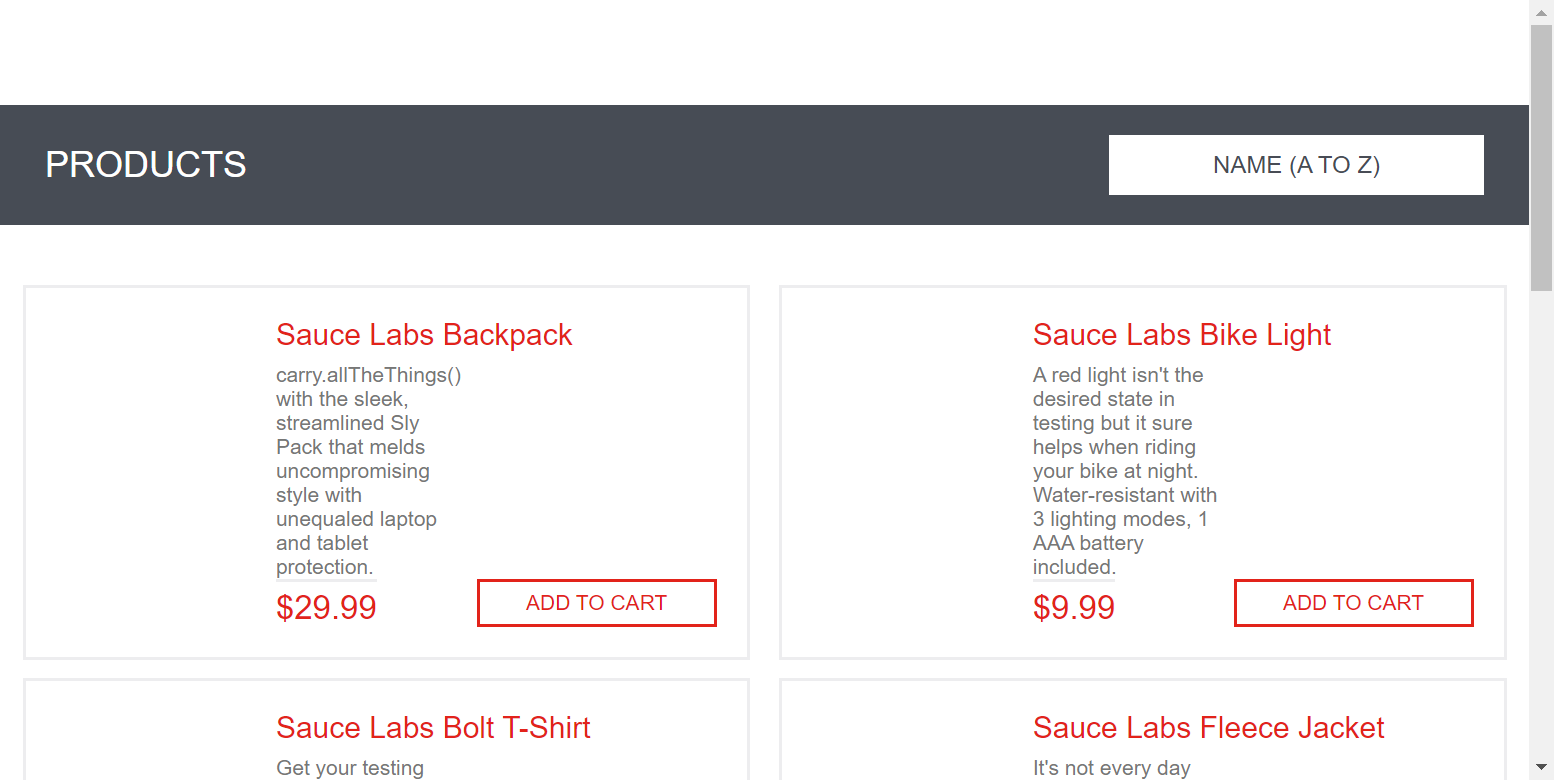 PRODUCTS
NAME (A TO Z)
Sauce Labs Backpack
carry.allTheThings()
with the sleek,
streamlined Sly
Pack that melds
uncompromising
style with
unequaled laptop
and tablet
protection.
$29.99
ADD TO CART
Sauce Labs Bike Light
A red light isn't the
desired state in
testing but it sure
helps when riding
your bike at night.
Water-resistant with
3 lighting modes, 1
AAA battery
included.
$9.99
ADD TO CART
Sauce Labs Bolt T-Shirt
Get your testing
Sauce Labs Fleece Jacket
It's not every day